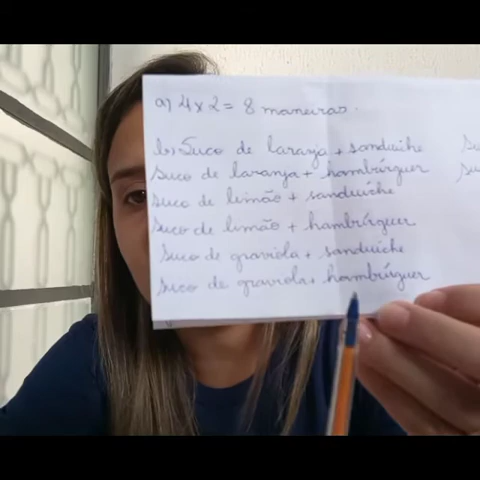 a) 4 x 2 = 8 maneiras.
b) Suco de laranja + sanduíche
Suco de laranja + hambúrguer
suco de limão + sanduíche
Suco de limão + hambúrguer
Suco de graviola + sanduíche
suco de graviola + hambúrguer